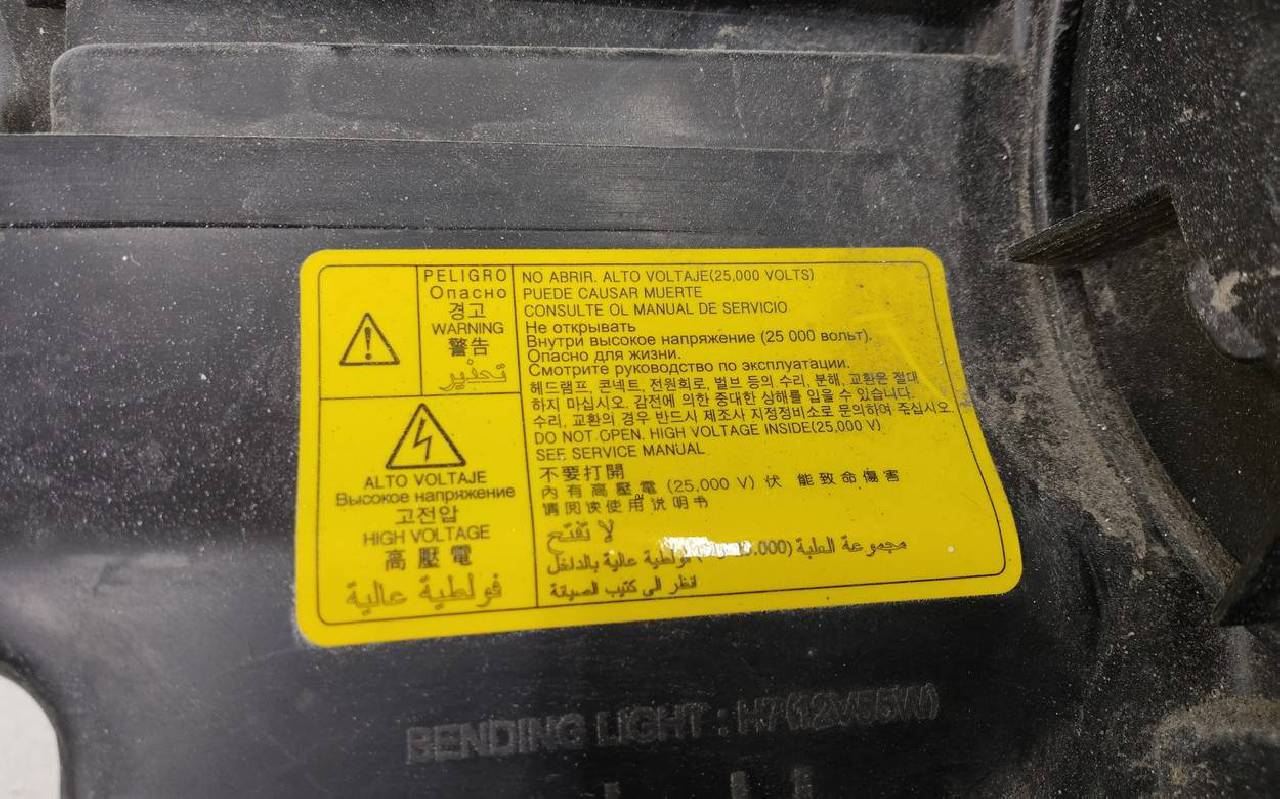 PELIGRO
Опасно
경고
WARNING
警告
تحذير
ALTO VOLTAJE
Высокое напряжение
고전압
HIGH VOLTAGE
高壓電
فولطية عالية
NO ABRIR. ALTO VOLTAJE(25,000 VOLTS)
PUEDE CAUSAR MUERTE
CONSULTE OL MANUAL DE SERVICIO
Не открывать
Внутри высокое напряжение (25 000 вольт).
Опасно для жизни.
Смотрите руководство по эксплуатации.
헤드램프, 콘넥트, 전원회로, 벌브 등의 수리, 분해, 교환은 절대
하지 마십시오. 감전에 의한 중대한 상해를 입을 수 있습니다.
수리, 교환의 경우 반드시 제조사 지정정비소로 문의하여 주십시오.
DO NOT OPEN. HIGH VOLTAGE INSIDE(25,000 V)
SEE SERVICE MANUAL
不要打開
內有高壓電 (25,000 V) 伏 能致命傷害
请阅读使用说明书
لا تفتح
مجموعة الطية .000) فولطية عالية بالداخل
انظر الى كتيب الصيانة
BENDING LIGHT : H7(12V55W)